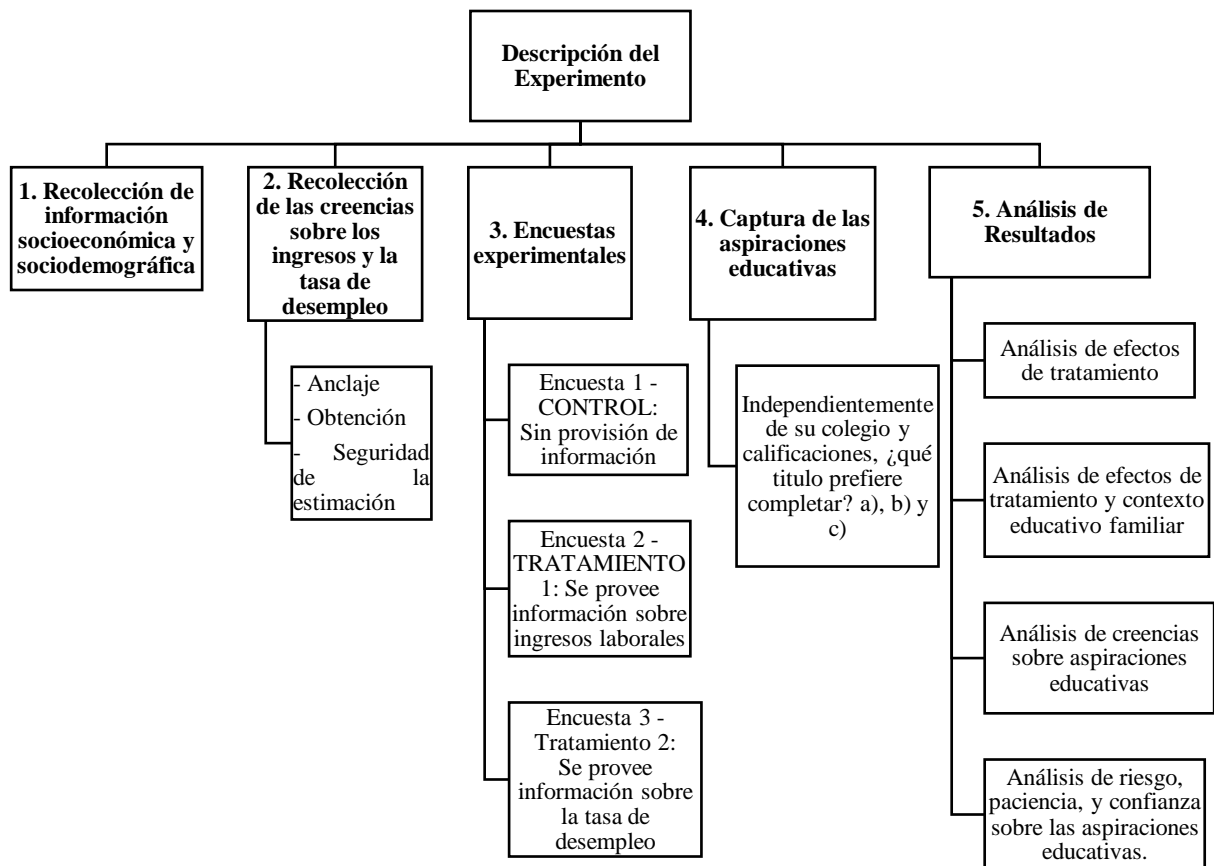 Descripción del
Experimento
1. Recolección de
información
socioeconómica y
sociodemográfica
2. Recolección
de las creencias
sobre los
ingresos y la
tasa de
desempleo
- Anclaje
- Obtención
- Seguridad
de la
estimación
3. Encuestas
experimentales
Encuesta 1 -
CONTROL:
Sin provisión de
información
Encuesta 2 -
TRATAMIENTO
1: Se provee
información sobre
ingresos laborales
Encuesta 3 -
Tratamiento 2:
Se provee
información sobre
la tasa de
desempleo
4. Captura de las
aspiraciones
educativas
Independientemente
de su colegio y
calificaciones, ¿qué
titulo prefiere
completar? a), b) y
c)
5. Análisis de
Resultados
Análisis de efectos
de tratamiento
Análisis de efectos de
tratamiento y contexto
educativo familiar
Análisis de creencias
sobre aspiraciones
educativas
Análisis de riesgo,
paciencia, y confianza
sobre las aspiraciones
educativas.